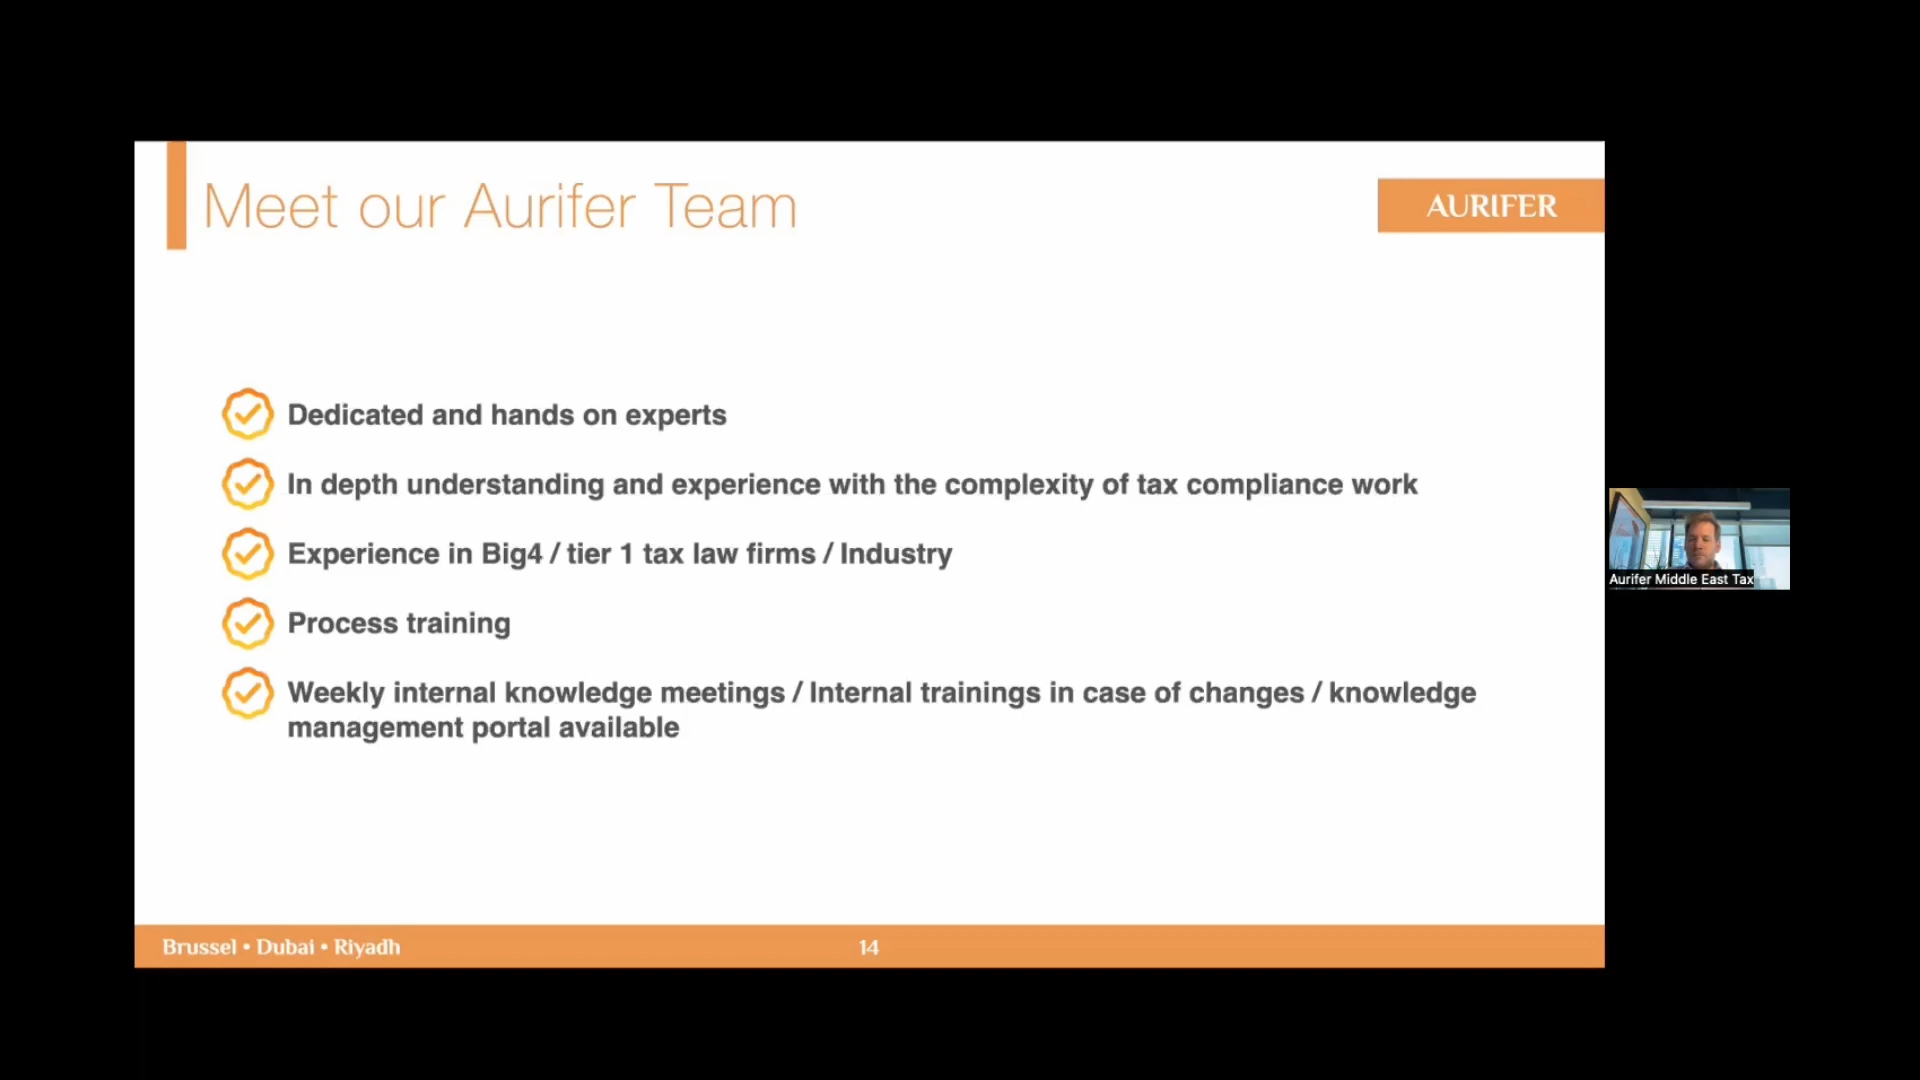 Meet our Aurifer Team
AURIFER
Dedicated and hands on experts
In depth understanding and experience with the complexity of tax compliance work
Experience in Big4 / tier 1 tax law firms / Industry
Process training
Weekly internal knowledge meetings / Internal trainings in case of changes / knowledge
management portal available
Aurifer Middle East Tax
Brussel • Dubai • Riyadh
14